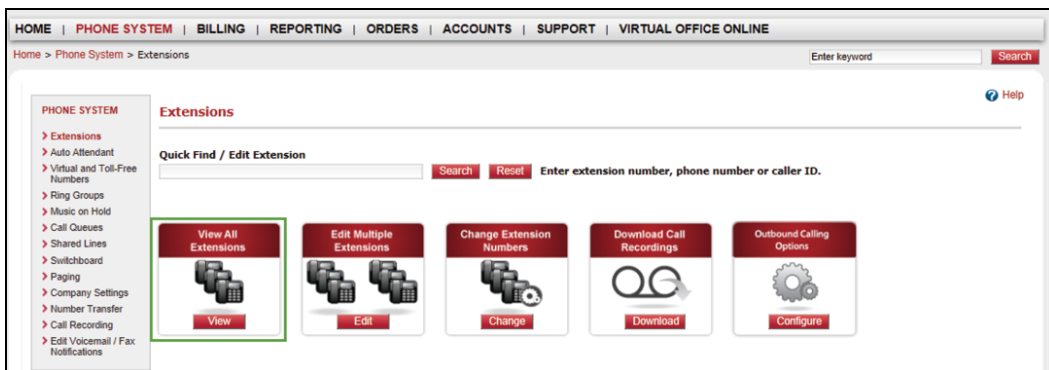 HOME | PHONE SYSTEM | BILLING | REPORTING | ORDERS | ACCOUNTS | SUPPORT | VIRTUAL OFFICE ONLINE
Home > Phone System > Extensions
Enter keyword
Search
Help
PHONE SYSTEM
Extensions
Auto Attendant
Virtual and Toll-Free
Numbers
Ring Groups
Music on Hold
Call Queues
Shared Lines
Switchboard
Paging
Company Settings
Number Transfer
Call Recording
Edit Voicemail / Fax
Notifications
Extensions
Quick Find / Edit Extension
Search Reset Enter extension number, phone number or caller ID.
View All
Extensions
View
Edit Multiple
Extensions
Edit
Change Extension
Numbers
Change
Download Call
Recordings
Download
Outbound Calling
Options
Configure